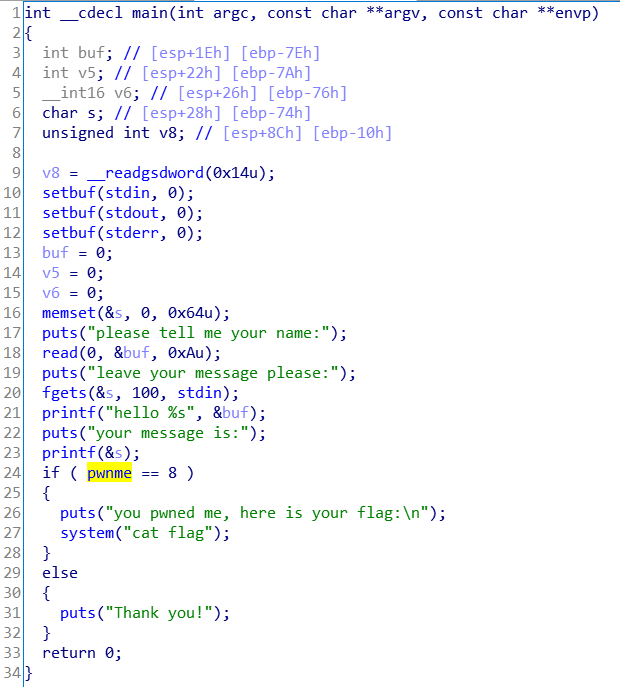 1 int __cdecl main(int argc, const char **argv, const char **envp)
2 {
3   int buf; // [esp+1Eh] [ebp-7Eh]
4   int v5; // [esp+22h] [ebp-7Ah]
5   __int16 v6; // [esp+26h] [ebp-76h]
6   char s; // [esp+28h] [ebp-74h]
7   unsigned int v8; // [esp+8Ch] [ebp-10h]
8
9   v8 = __readgsdword(0x14u);
10   setbuf(stdin, 0);
11   setbuf(stdout, 0);
12   setbuf(stderr, 0);
13   buf = 0;
14   v5 = 0;
15   v6 = 0;
16   memset(&s, 0, 0x64u);
17   puts("please tell me your name:");
18   read(0, &buf, 0xAu);
19   puts("leave your message please:");
20   fgets(&s, 100, stdin);
21   printf("hello %s", &buf);
22   puts("your message is:");
23   printf(&s);
24   if ( pwnme == 8 )
25   {
26     puts("you pwned me, here is your flag:\n");
27     system("cat flag");
28   }
29   else
30   {
31     puts("Thank you!");
32   }
33   return 0;
34 }